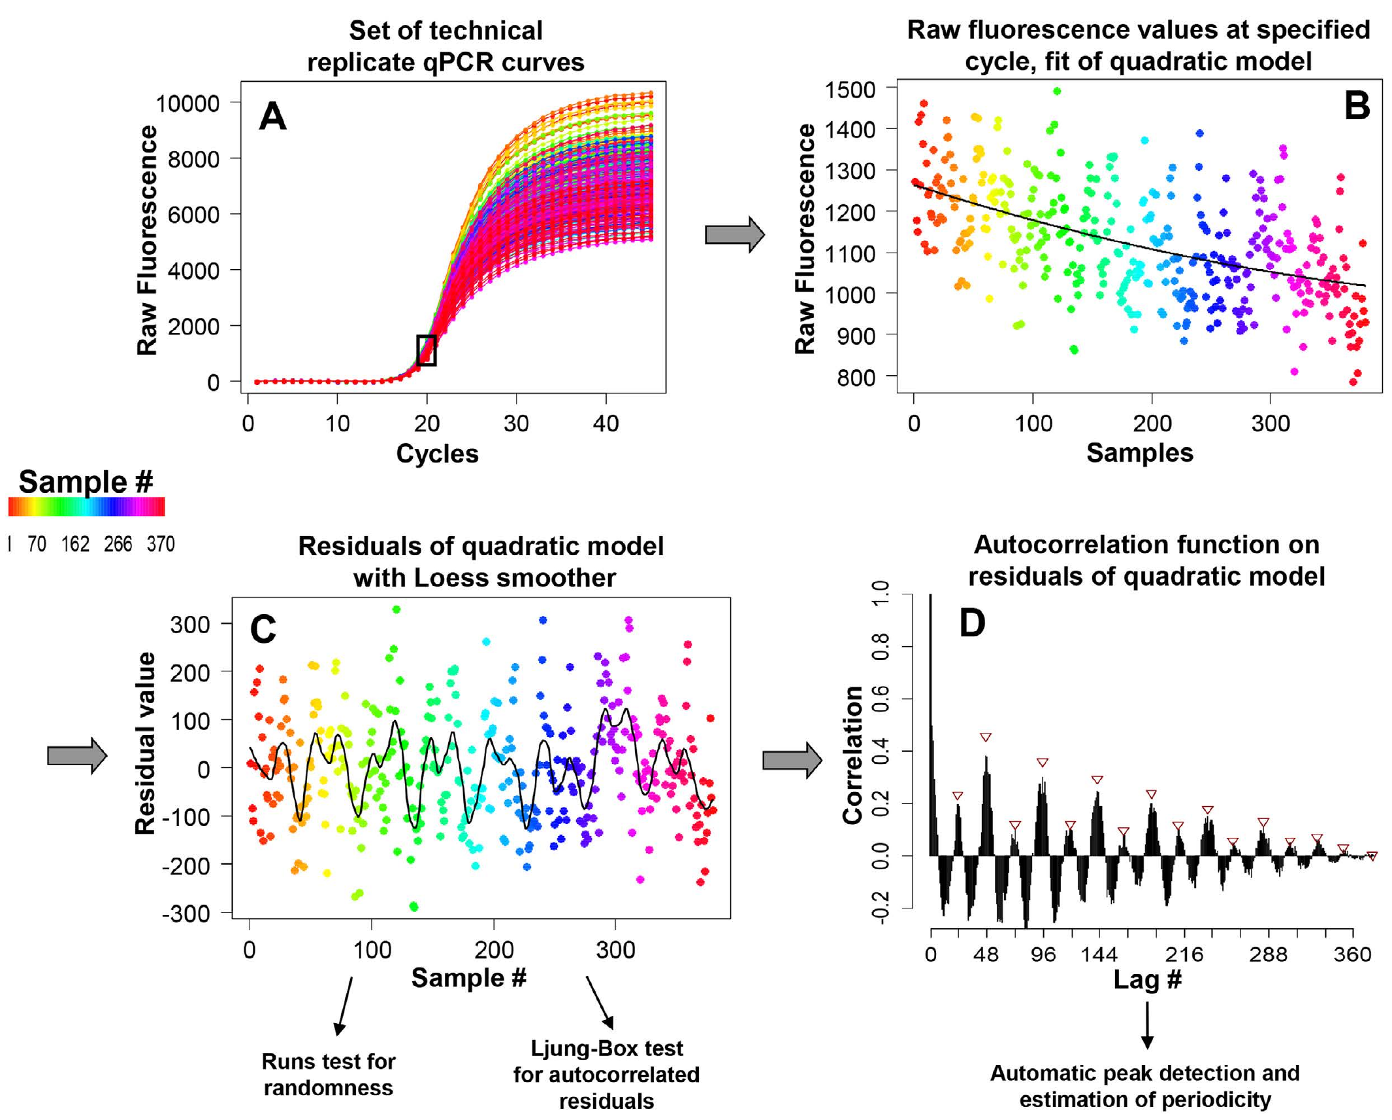 Set of technical
replicate qPCR curves
A
Raw Fluorescence
10000
8000
6000
4000
2000
0
0 10 20 30 40
Cycles
Raw fluorescence values at specified
cycle, fit of quadratic model
B
Raw Fluorescence
1500
1400
1300
1200
1100
1000
900
800
0 100 200 300
Samples
Sample #
1 70 162 266 370
Residuals of quadratic model
with Loess smoother
C
Residual value
300
200
100
0
-100
-200
-300
0 100 200 300
Sample #
Runs test for
randomness
Ljung-Box test
for autocorrelated
residuals
Autocorrelation function on
residuals of quadratic model
D
Correlation
1.0
0.8
0.6
0.4
0.2
0.0
-0.2
0 48 96 144 216 288 360
Lag #
Automatic peak detection and
estimation of periodicity